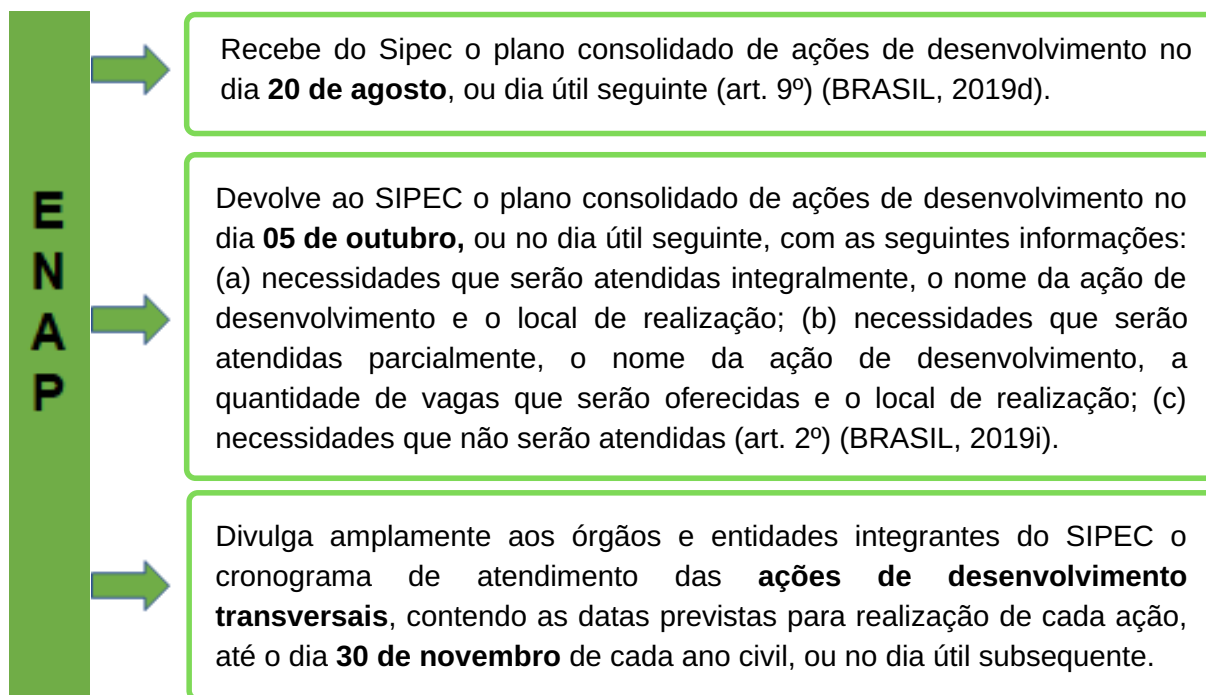 E
N
A
P
Recebe do Sipec o plano consolidado de ações de desenvolvimento no
dia 20 de agosto, ou dia útil seguinte (art. 9º) (BRASIL, 2019d).
Devolve ao SIPEC o plano consolidado de ações de desenvolvimento no
dia 05 de outubro, ou no dia útil seguinte, com as seguintes informações:
(a) necessidades que serão atendidas integralmente, o nome da ação de
desenvolvimento e o local de realização; (b) necessidades que serão
atendidas parcialmente, o nome da ação de desenvolvimento, a
quantidade de vagas que serão oferecidas e o local de realização; (c)
necessidades que não serão atendidas (art. 2º) (BRASIL, 2019i).
Divulga amplamente aos órgãos e entidades integrantes do SIPEC o
cronograma de atendimento das ações de desenvolvimento
transversais, contendo as datas previstas para realização de cada ação,
até o dia 30 de novembro de cada ano civil, ou no dia útil subsequente.